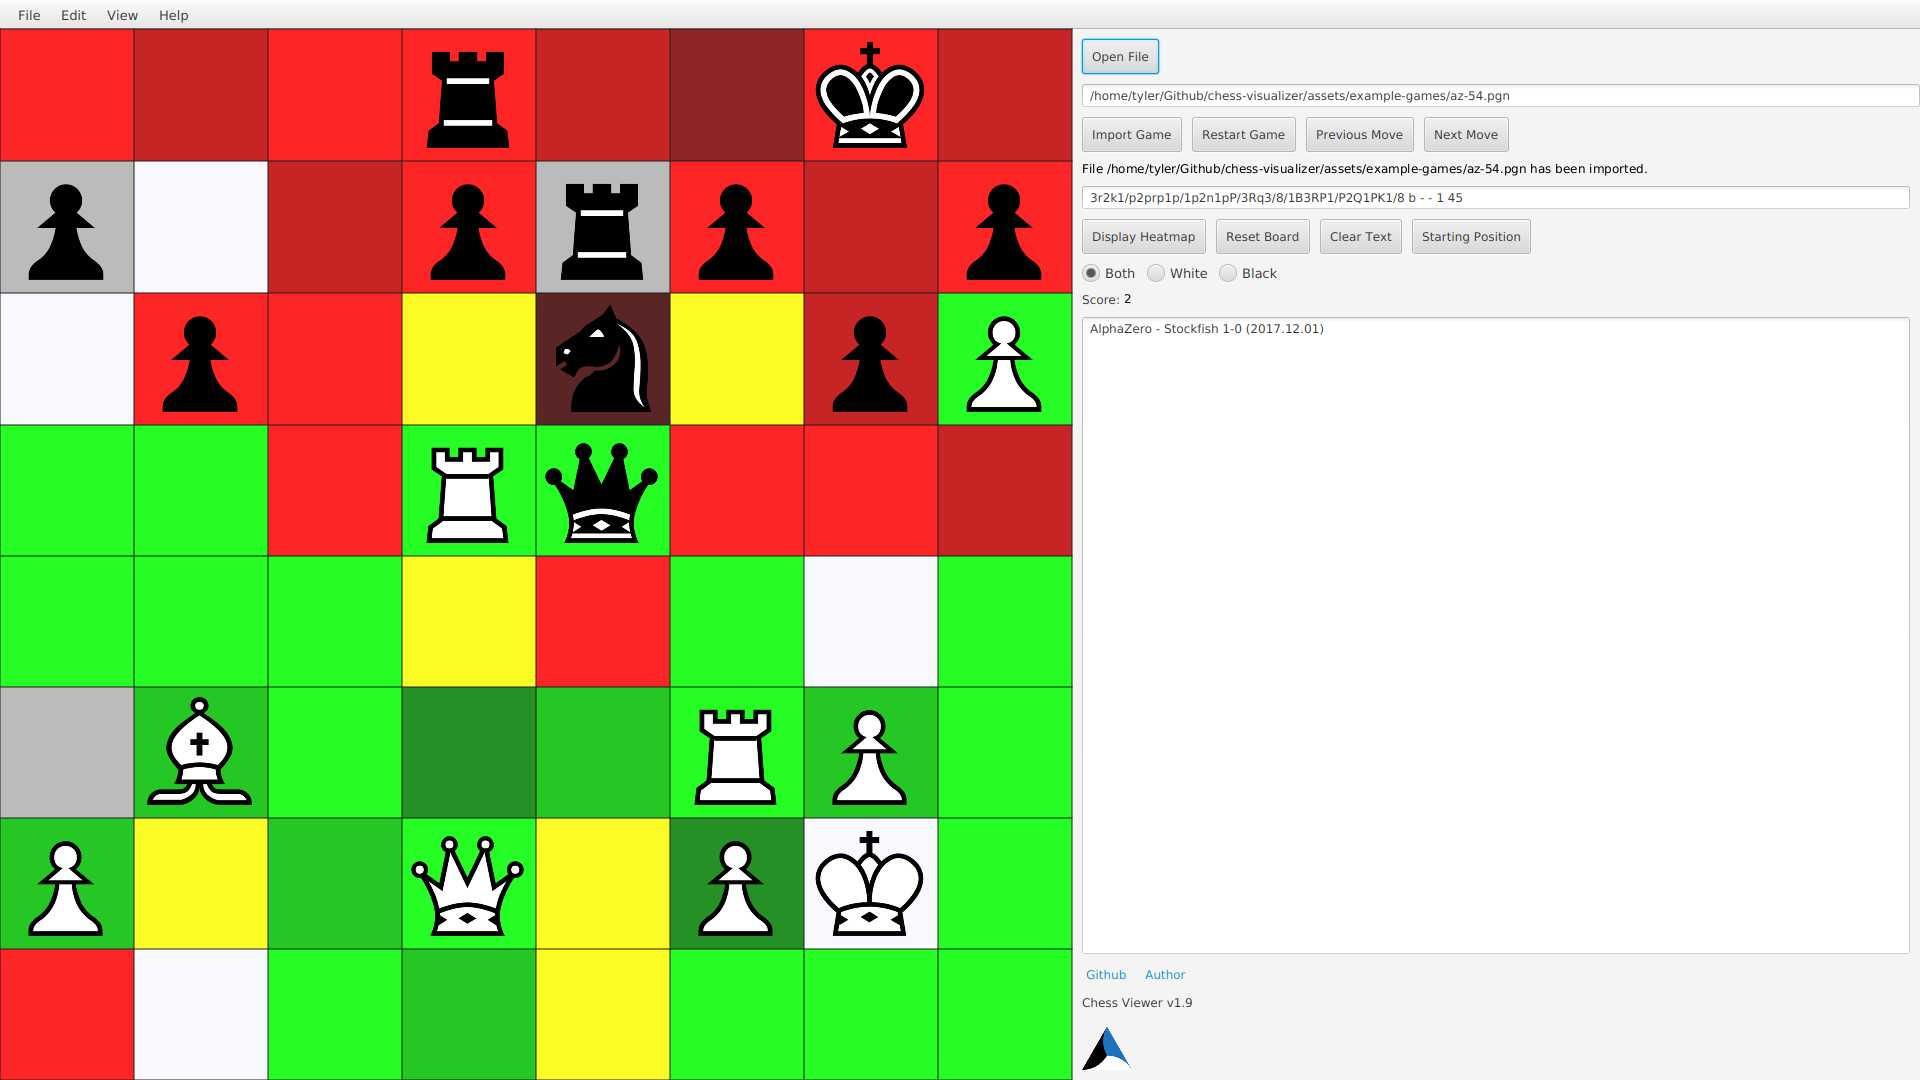 File Edit View Help
Open File
/home/tyler/Github/chess-visualizer/assets/example-games/az-54.pgn
Import Game Restart Game Previous Move Next Move
File /home/tyler/Github/chess-visualizer/assets/example-games/az-54.pgn has been imported.
3r2k1/p2prp1p/1p2n1pP/3Rq3/8/1B3RP1/P2Q1PK1/8 b - - 1 45
Display Heatmap Reset Board Clear Text Starting Position
Both White Black
Score: 2
AlphaZero - Stockfish 1-0 (2017.12.01)
Github Author
Chess Viewer v1.9